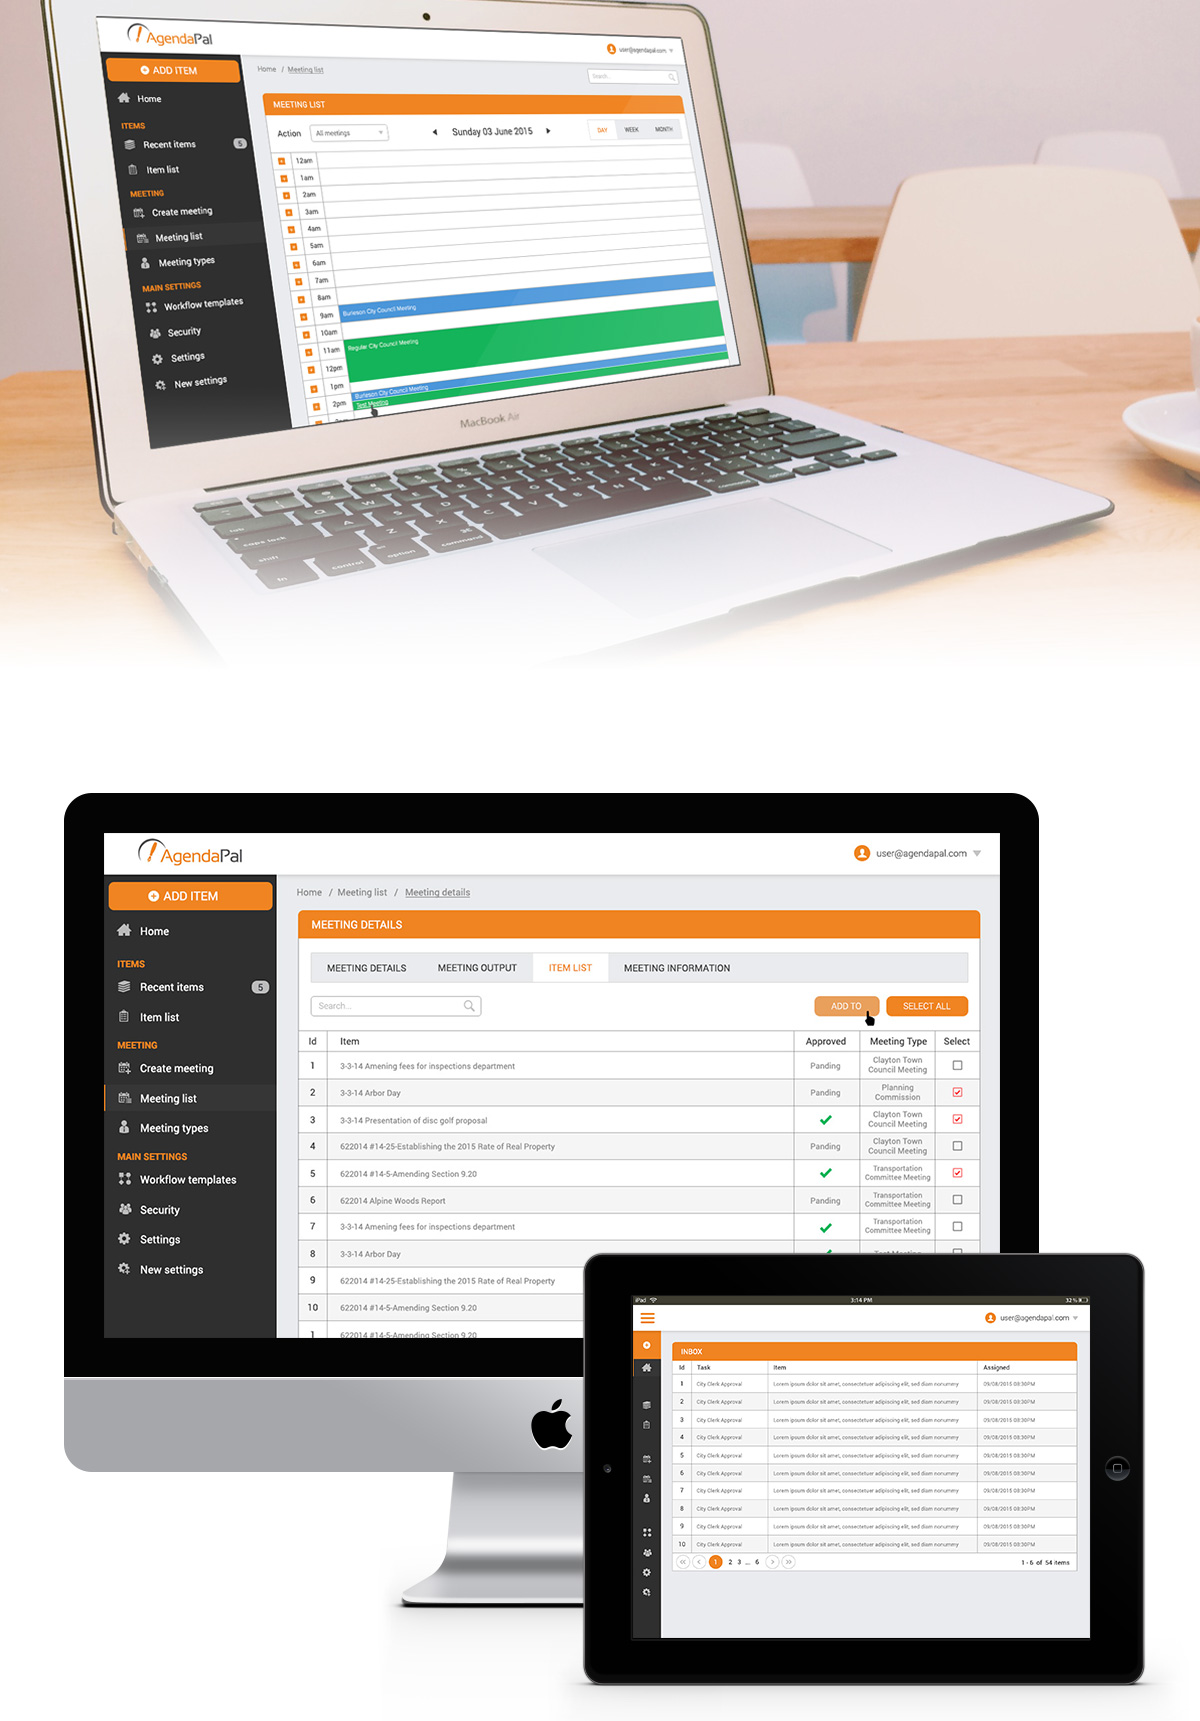 AgendaPal
user@agendapal.com
ADD ITEM
Home / Meeting list
Search...
Home
MEETING LIST
ITEMS
Action All meetings Sunday 03 June 2015 DAY WEEK MONTH
Recent items 5
Item list
MEETING
Create meeting
Meeting list
Meeting types
MAIN SETTINGS
Workflow templates
Security
Settings
New settings
12am
1am
2am
3am
4am
5am
6am
7am
8am
9am Burleson City Council Meeting
10am
11am Regular City Council Meeting
12pm
1pm
Burleson City Council Meeting
2pm Test Meeting
MacBook Air
tab
caps lock
shift
fn control option command
command option
AgendaPal
user@agendapal.com
ADD ITEM
Home
ITEMS
Recent items 5
Item list
MEETING
Create meeting
Meeting list
Meeting types
MAIN SETTINGS
Workflow templates
Security
Settings
New settings
Home / Meeting list / Meeting details
MEETING DETAILS
MEETING DETAILS MEETING OUTPUT ITEM LIST MEETING INFORMATION
Search... ADD TO SELECT ALL
Id Item Approved Meeting Type Select
1 3-3-14 Amening fees for inspections department Panding Clayton Town Council Meeting
2 3-3-14 Arbor Day Panding Planning Commission
3 3-3-14 Presentation of disc golf proposal Clayton Town Council Meeting
4 622014 #14-25-Establishing the 2015 Rate of Real Property Panding Clayton Town Council Meeting
5 622014 #14-5-Amending Section 9.20 Transportation Committee Meeting
6 622014 Alpine Woods Report Panding Transportation Committee Meeting
7 3-3-14 Amening fees for inspections department Transportation Committee Meeting
8 3-3-14 Arbor Day Test Meeting
9 622014 #14-25-Establishing the 2015 Rate of Real Property
10 622014 #14-5-Amending Section 9.20
1 622014 #14-5-Amending Section 9.20
iPad 3:14 PM 32 %
user@agendapal.com
INBOX
Id Task Item Assigned
1 City Clerk Approval Lorem ipsum dolor sit amet, consectetuer adipiscing elit, sed diam nonummy 09/08/2015 08:30PM
2 City Clerk Approval Lorem ipsum dolor sit amet, consectetuer adipiscing elit, sed diam nonummy 09/08/2015 08:30PM
3 City Clerk Approval Lorem ipsum dolor sit amet, consectetuer adipiscing elit, sed diam nonummy 09/08/2015 08:30PM
4 City Clerk Approval Lorem ipsum dolor sit amet, consectetuer adipiscing elit, sed diam nonummy 09/08/2015 08:30PM
5 City Clerk Approval Lorem ipsum dolor sit amet, consectetuer adipiscing elit, sed diam nonummy 09/08/2015 08:30PM
6 City Clerk Approval Lorem ipsum dolor sit amet, consectetuer adipiscing elit, sed diam nonummy 09/08/2015 08:30PM
7 City Clerk Approval Lorem ipsum dolor sit amet, consectetuer adipiscing elit, sed diam nonummy 09/08/2015 08:30PM
8 City Clerk Approval Lorem ipsum dolor sit amet, consectetuer adipiscing elit, sed diam nonummy 09/08/2015 08:30PM
9 City Clerk Approval Lorem ipsum dolor sit amet, consectetuer adipiscing elit, sed diam nonummy 09/08/2015 08:30PM
10 City Clerk Approval Lorem ipsum dolor sit amet, consectetuer adipiscing elit, sed diam nonummy 09/08/2015 08:30PM
<< < 1 2 3 ... 6 > >> 1 - 6 of 54 items